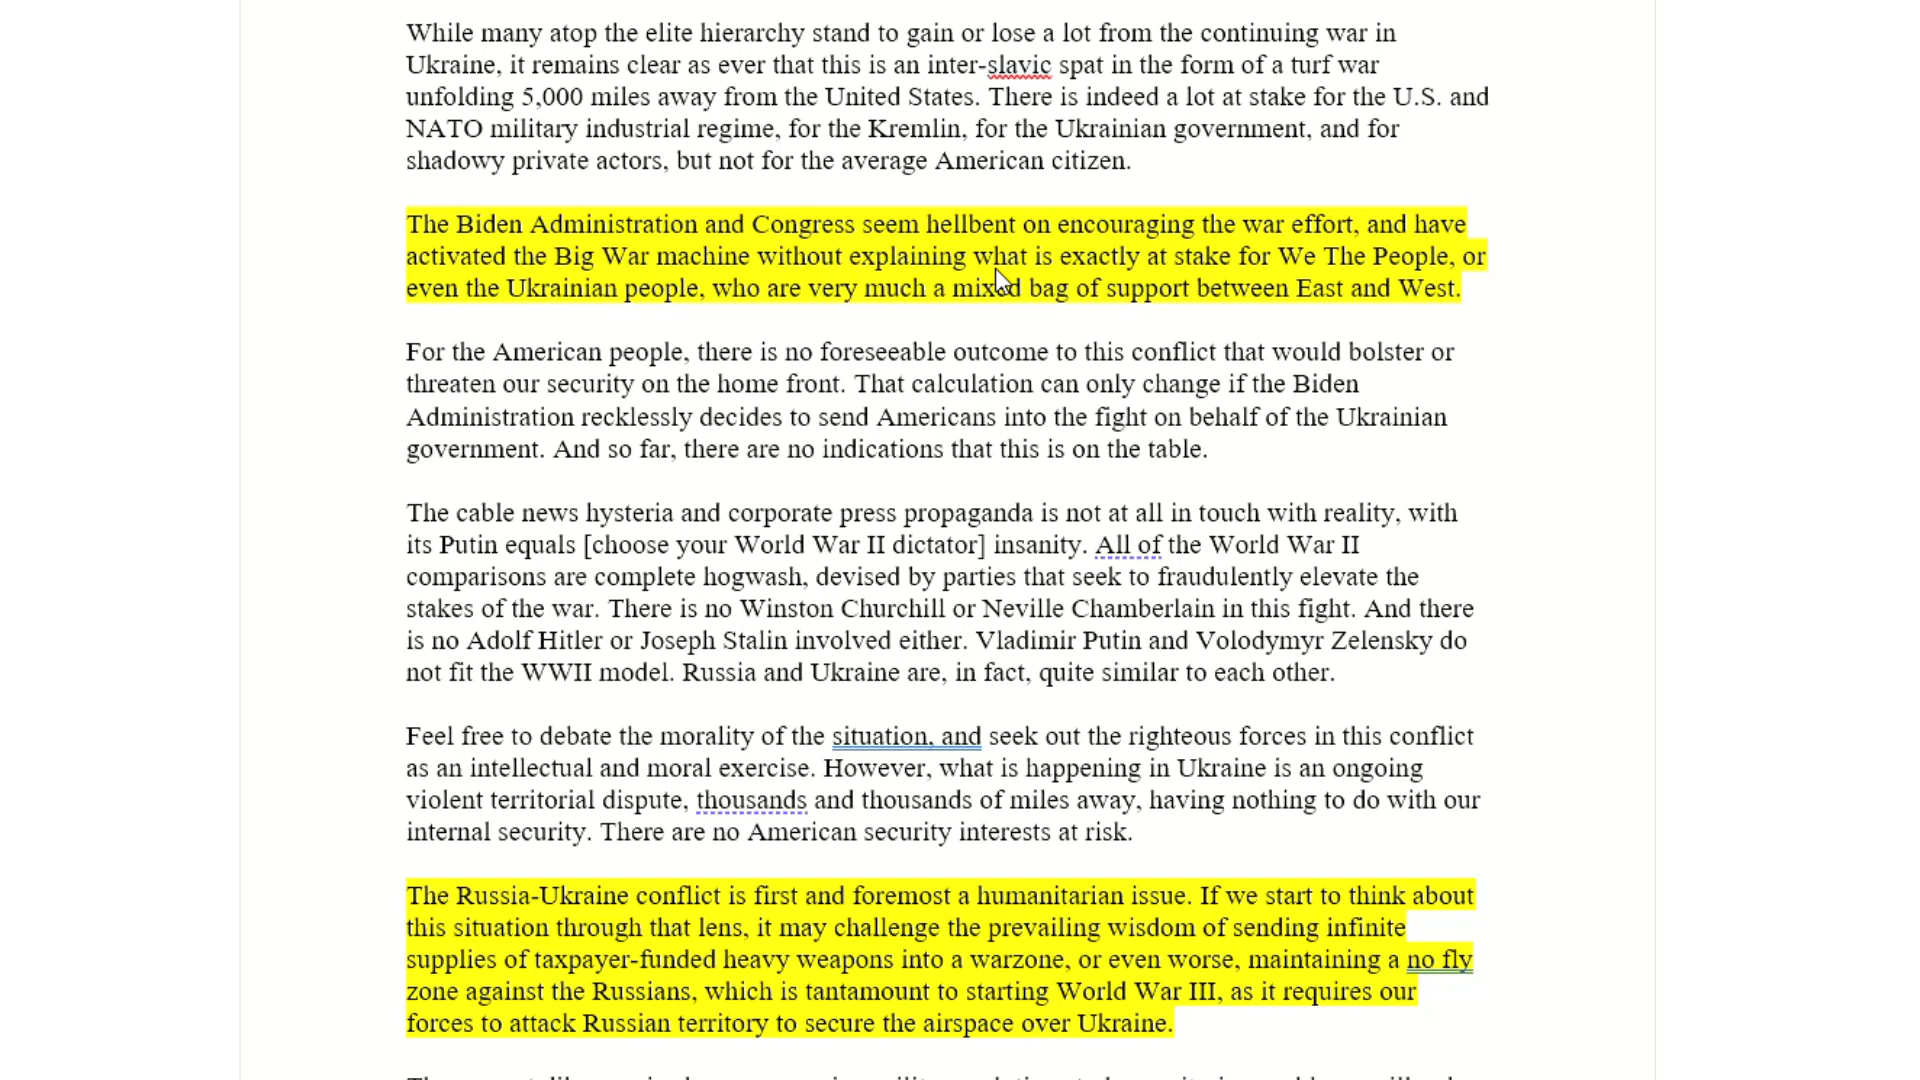 While many atop the elite hierarchy stand to gain or lose a lot from the continuing war in
Ukraine, it remains clear as ever that this is an inter-slavic spat in the form of a turf war
unfolding 5,000 miles away from the United States. There is indeed a lot at stake for the U.S. and
NATO military industrial regime, for the Kremlin, for the Ukrainian government, and for
shadowy private actors, but not for the average American citizen.
The Biden Administration and Congress seem hellbent on encouraging the war effort, and have
activated the Big War machine without explaining what is exactly at stake for We The People, or
even the Ukrainian people, who are very much a mixed bag of support between East and West.
For the American people, there is no foreseeable outcome to this conflict that would bolster or
threaten our security on the home front. That calculation can only change if the Biden
Administration recklessly decides to send Americans into the fight on behalf of the Ukrainian
government. And so far, there are no indications that this is on the table.
The cable news hysteria and corporate press propaganda is not at all in touch with reality, with
its Putin equals [choose your World War II dictator] insanity. All of the World War II
comparisons are complete hogwash, devised by parties that seek to fraudulently elevate the
stakes of the war. There is no Winston Churchill or Neville Chamberlain in this fight. And there
is no Adolf Hitler or Joseph Stalin involved either. Vladimir Putin and Volodymyr Zelensky do
not fit the WWII model. Russia and Ukraine are, in fact, quite similar to each other.
Feel free to debate the morality of the situation, and seek out the righteous forces in this conflict
as an intellectual and moral exercise. However, what is happening in Ukraine is an ongoing
violent territorial dispute, thousands and thousands of miles away, having nothing to do with our
internal security. There are no American security interests at risk.
The Russia-Ukraine conflict is first and foremost a humanitarian issue. If we start to think about
this situation through that lens, it may challenge the prevailing wisdom of sending infinite
supplies of taxpayer-funded heavy weapons into a warzone, or even worse, maintaining a no fly
zone against the Russians, which is tantamount to starting World War III, as it requires our
forces to attack Russian territory to secure the airspace over Ukraine.